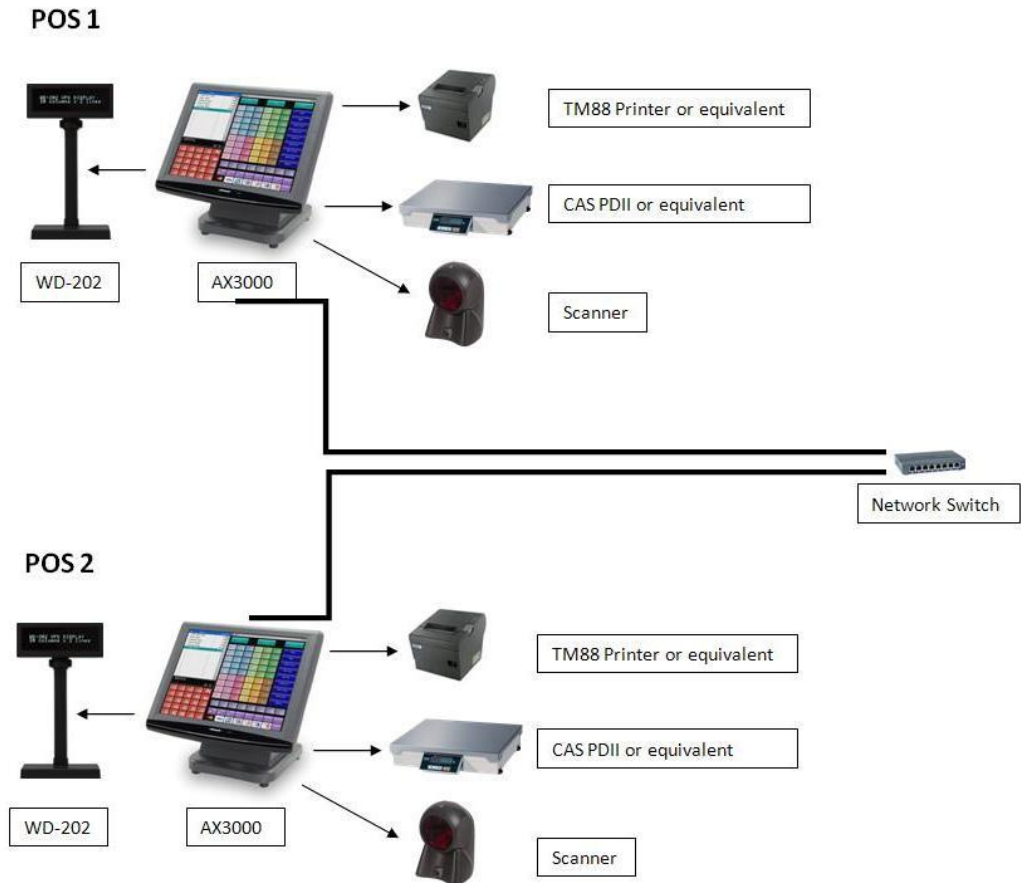 POS 1
TM88 Printer or equivalent
CAS PDII or equivalent
WD-202
AX3000
Scanner
Network Switch
POS 2
TM88 Printer or equivalent
CAS PDII or equivalent
WD-202
AX3000
Scanner